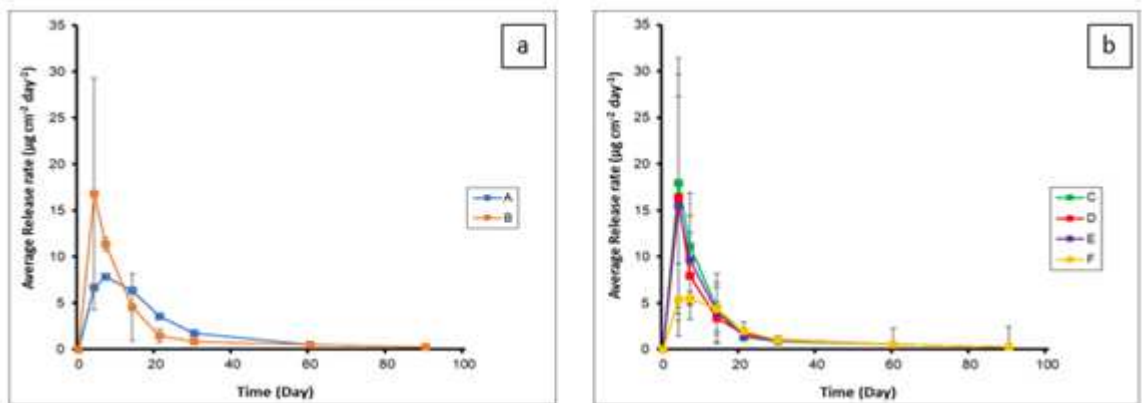 a
Average Release rate (µg cm⁻² day⁻¹)
35
30
25
20
15
10
5
0
0 20 40 60 80 100
Time (Day)
A
B
b
Average Release rate (µg cm⁻² day⁻¹)
35
30
25
20
15
10
5
0
0 20 40 60 80 100
Time (Day)
C
D
E
F